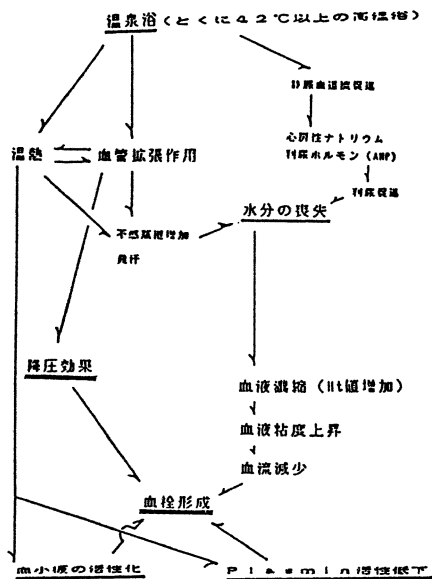 温泉浴(とくに42℃以上の高温浴)
静脈血還流促進
心房性ナトリウム
利尿ホルモン(ANP)
利尿促進
温熱
血管拡張作用
水分の喪失
不感蒸泄増加
発汗
降圧効果
血液濃縮(Ht値増加)
血液粘度上昇
血流減少
血栓形成
血小板の活性化
Plasmin活性低下